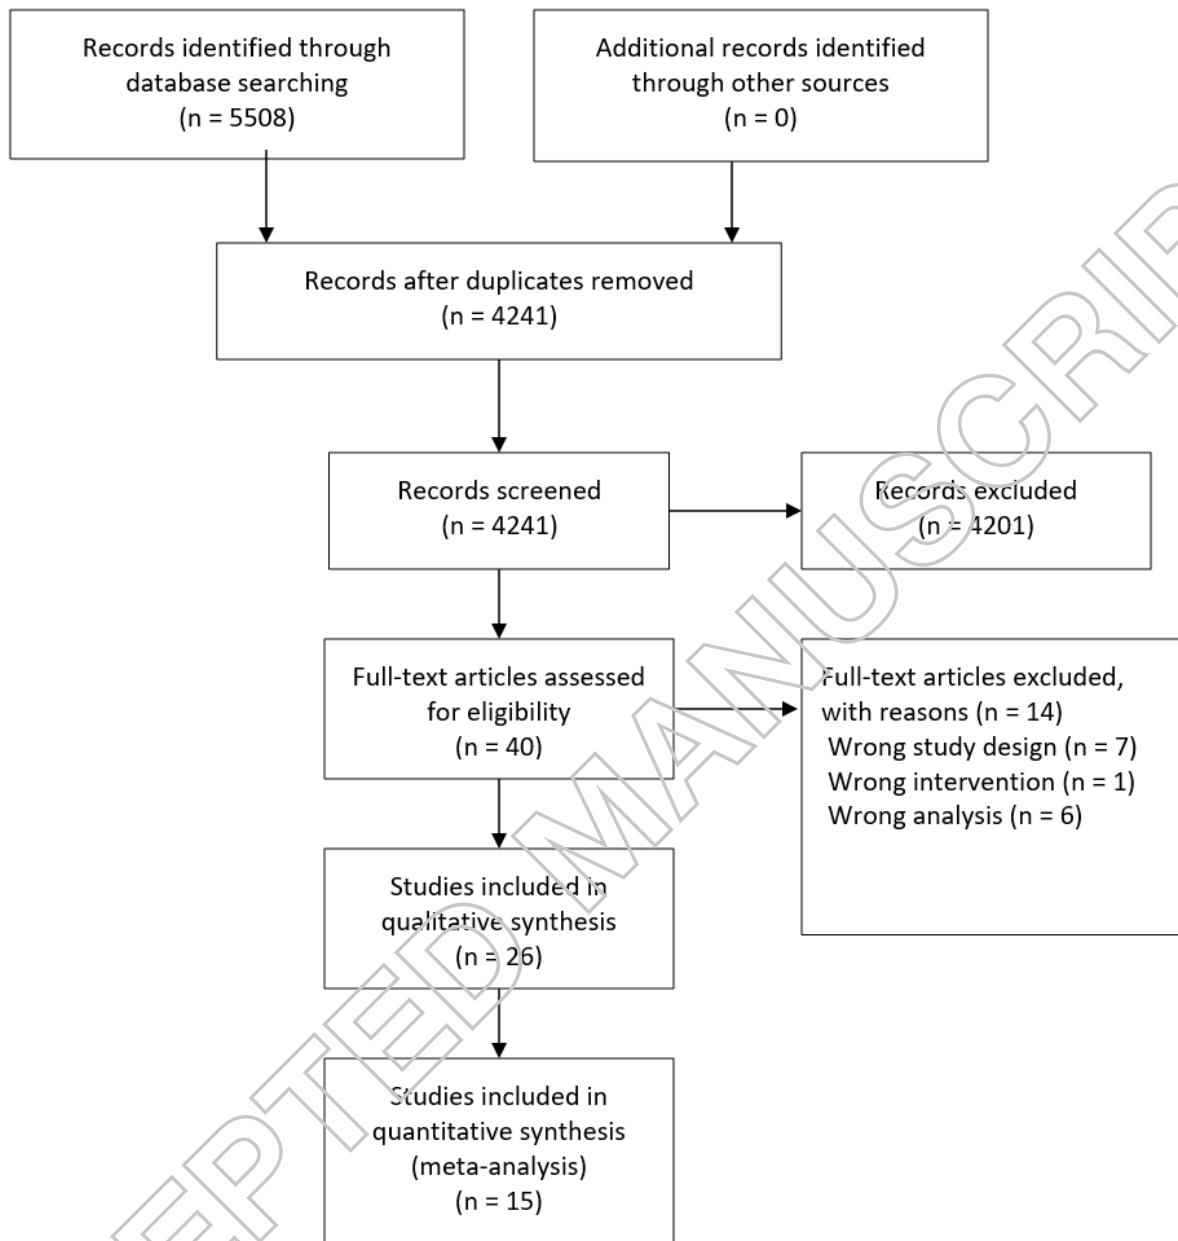 Records identified through
database searching
(n = 5508)
Additional records identified
through other sources
(n = 0)
Records after duplicates removed
(n = 4241)
Records screened
(n = 4241)
Records excluded
(n = 4201)
Full-text articles assessed
for eligibility
(n = 40)
Full-text articles excluded,
with reasons (n = 14)
Wrong study design (n = 7)
Wrong intervention (n = 1)
Wrong analysis (n = 6)
Studies included in
qualitative synthesis
(n = 26)
Studies included in
quantitative synthesis
(meta-analysis)
(n = 15)
EPTED MANUSCRIP